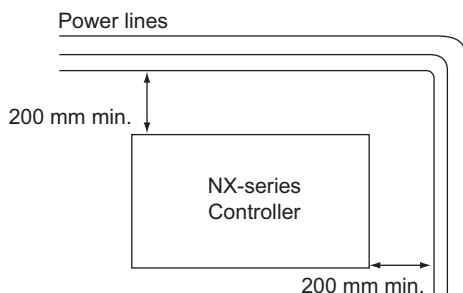 Power lines
200 mm min.
NX-series
Controller
200 mm min.